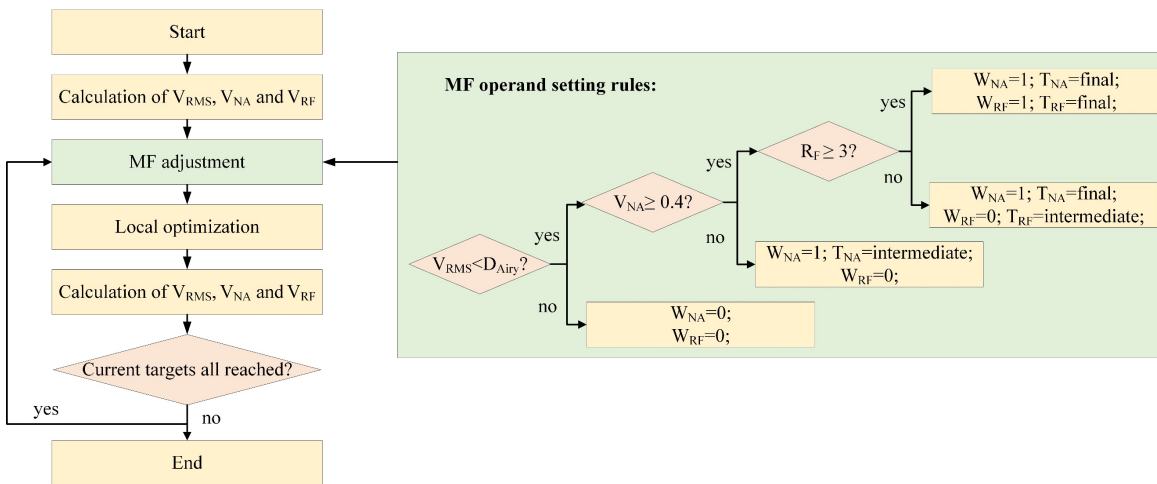 Start
Calculation of V_RMS, V_NA and V_RF
MF adjustment
Local optimization
Calculation of V_RMS, V_NA and V_RF
Current targets all reached?
yes
no
End
MF operand setting rules:
V_RMS<D_Airy?
yes
no
W_NA=0;
W_RF=0;
V_NA≥ 0.4?
yes
no
W_NA=1; T_NA=intermediate;
W_RF=0;
R_F ≥ 3?
yes
no
W_NA=1; T_NA=final;
W_RF=1; T_RF=final;
W_NA=1; T_NA=final;
W_RF=0; T_RF=intermediate;